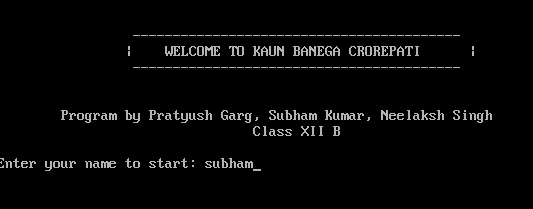 -----------------------------------------
| WELCOME TO KAUN BANEGA CROREPATI |
-----------------------------------------
Program by Pratyush Garg, Subham Kumar, Neelaksh Singh
Class XII B
Enter your name to start: subham_